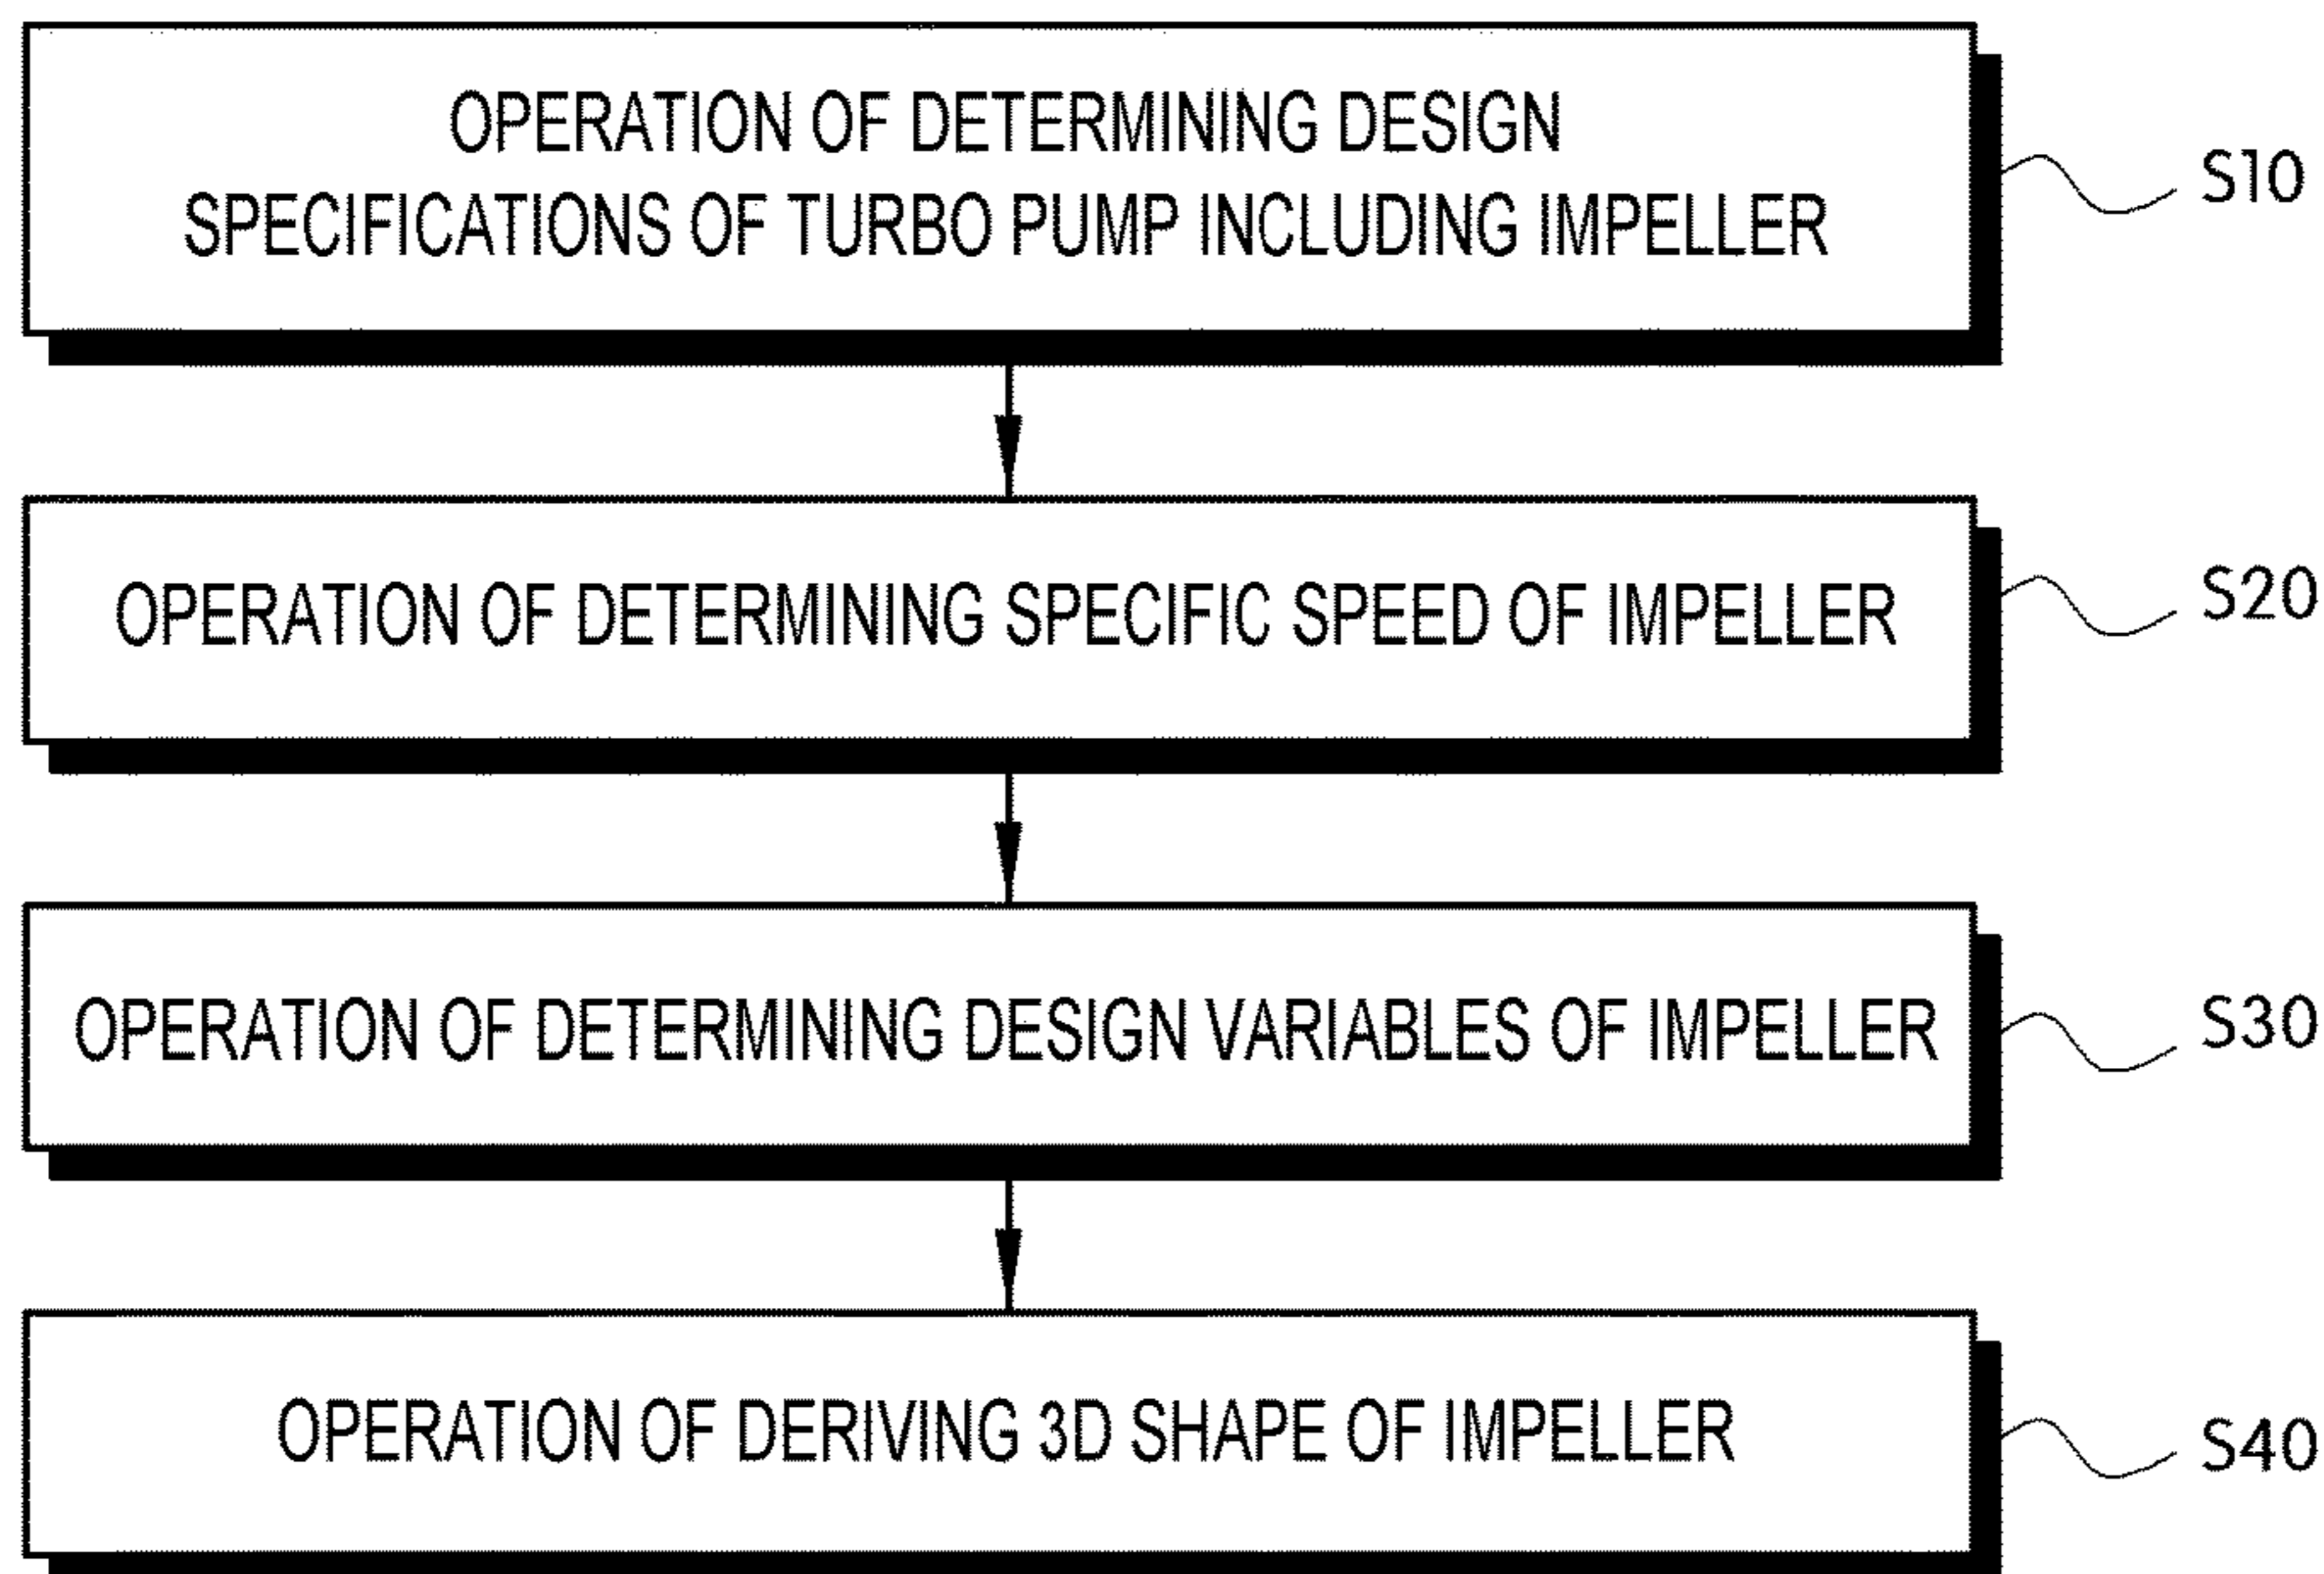 OPERATION OF DETERMINING DESIGN
SPECIFICATIONS OF TURBO PUMP INCLUDING IMPELLER
S10
OPERATION OF DETERMINING SPECIFIC SPEED OF IMPELLER
S20
OPERATION OF DETERMINING DESIGN VARIABLES OF IMPELLER
S30
OPERATION OF DERIVING 3D SHAPE OF IMPELLER
S40